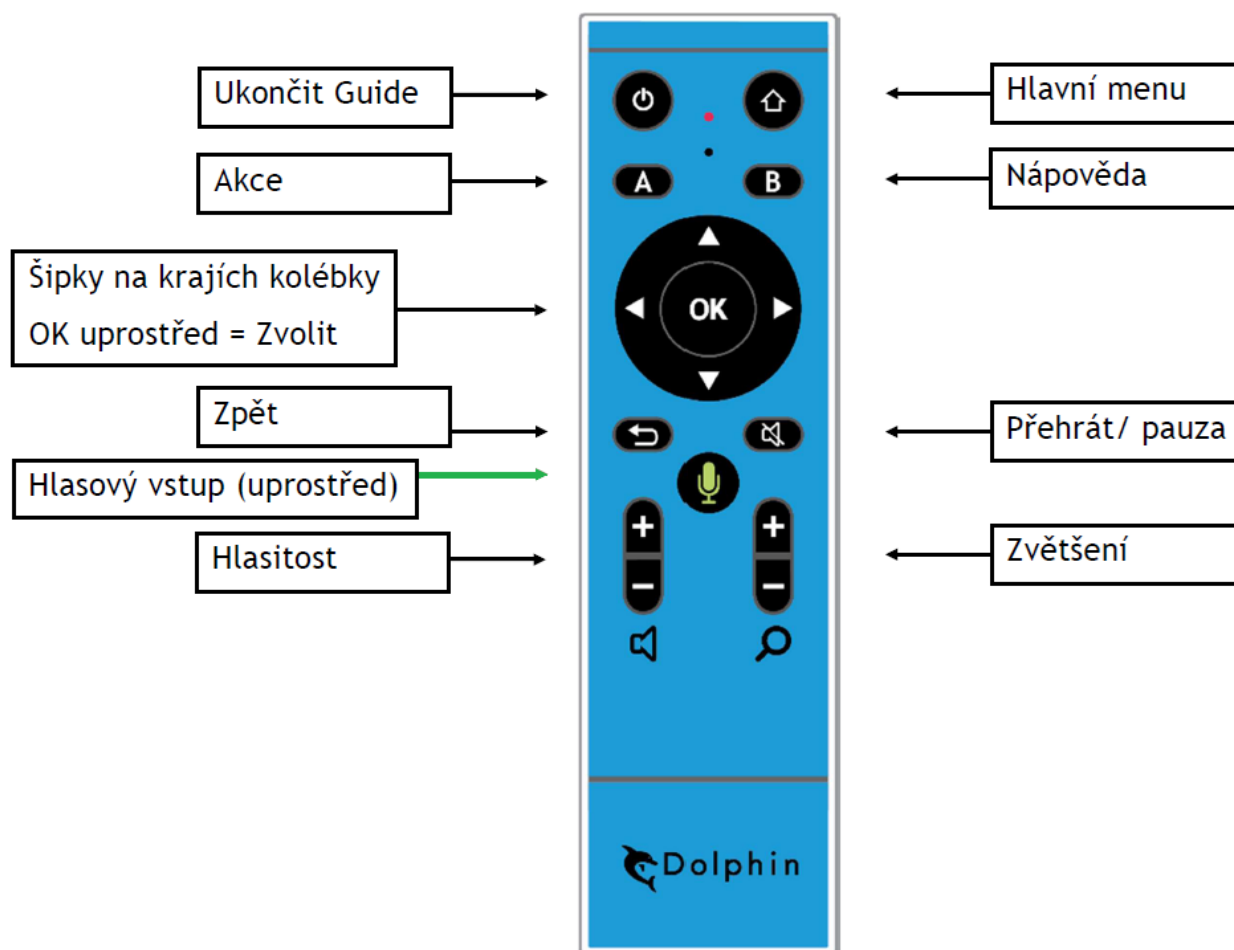 Ukončit Guide
Hlavní menu
Akce
A
B
Nápověda
Šipky na krajích kolébky
OK uprostřed = Zvolit
OK
Zpět
Přehrát/ pauza
Hlasový vstup (uprostřed)
Hlasitost
+
+
Zvětšení
−
−
Dolphin